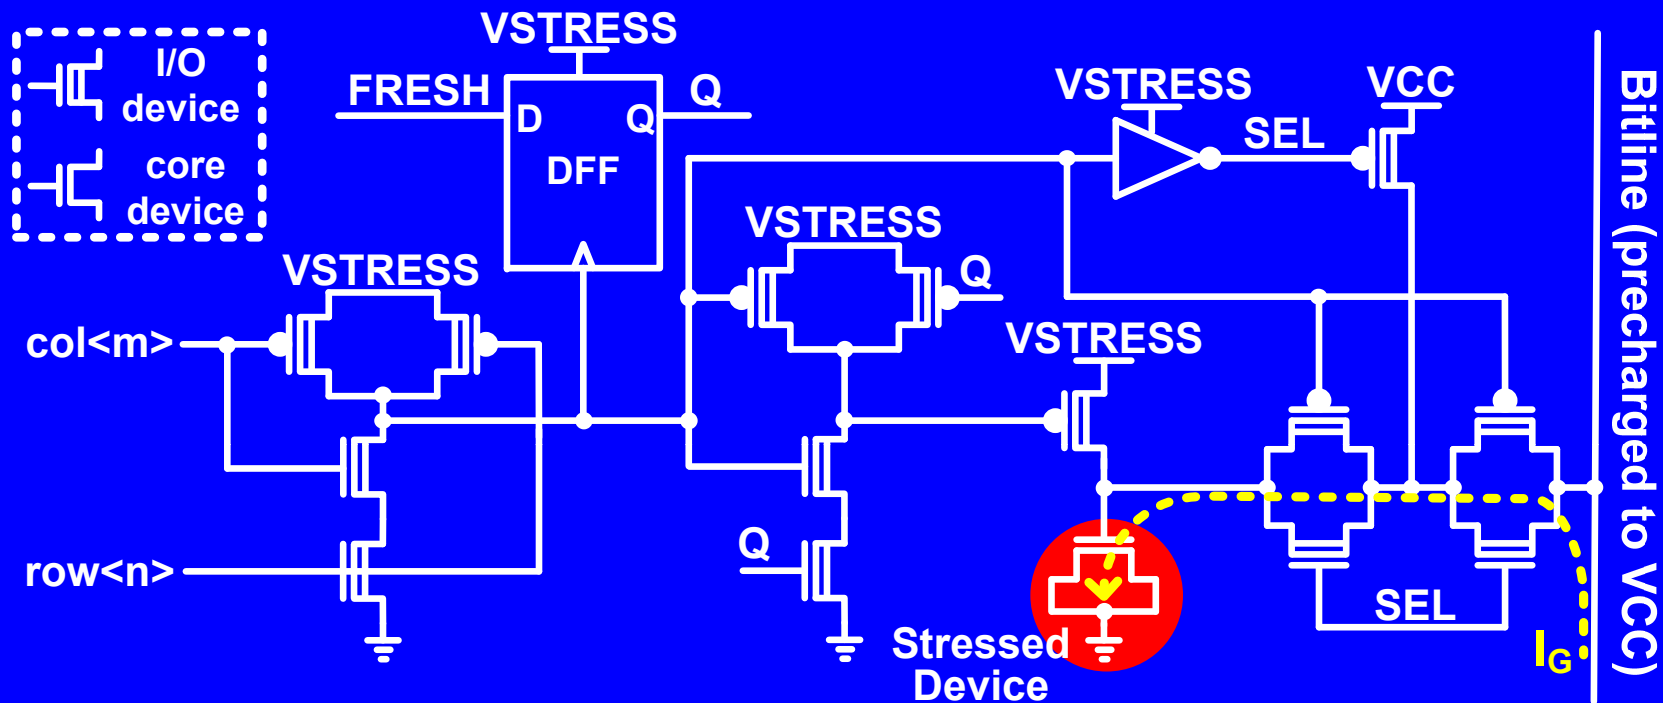 I/O
device
core
device
VSTRESS
FRESH
D
Q
DFF
Q
VSTRESS
SEL
VCC
VSTRESS
Q
VSTRESS
col<m>
VSTRESS
row<n>
Q
Stressed
Device
SEL
IG
Bitline (precharged to VCC)